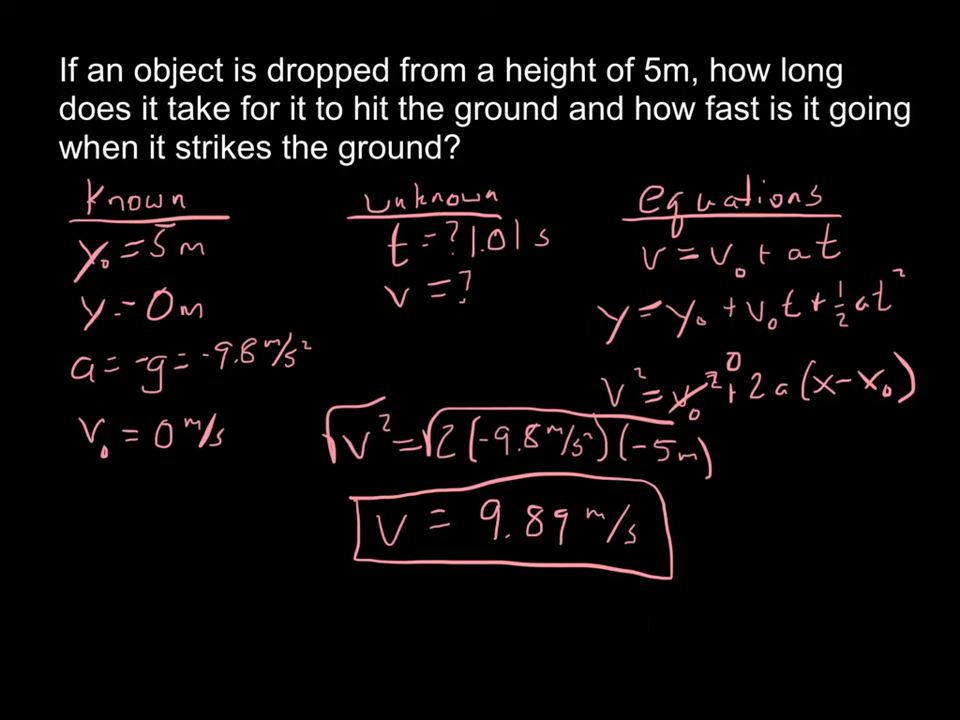 If an object is dropped from a height of 5m, how long
does it take for it to hit the ground and how fast is it going
when it strikes the ground?
known
y₀ = 5 m
y = 0 m
a = -g = -9.8 m/s²
v₀ = 0 m/s
unknown
t = ? 1.01 s
v = ?
equations
v = v₀ + at
y = y₀ + v₀t + ½at²
v² = v₀² 0 + 2a(x - x₀)
√v² = √2(-9.8 m/s²)(-5m)
v = 9.89 m/s